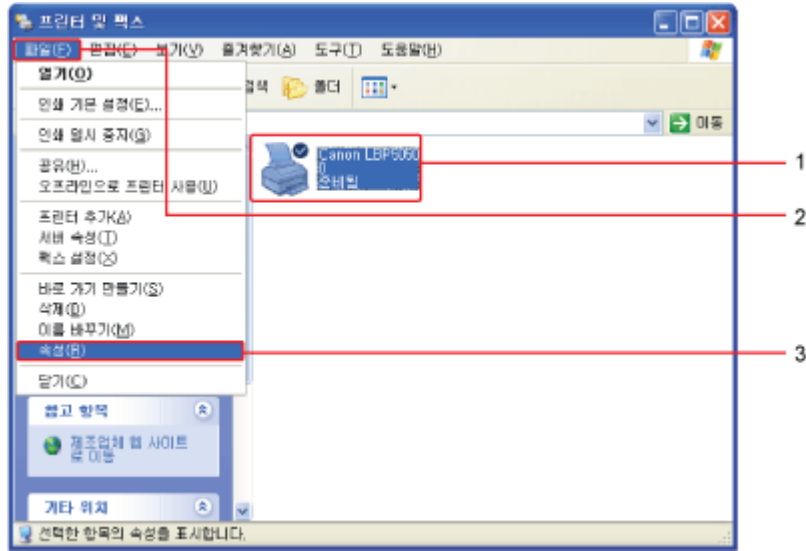 프린터 및 팩스
파일(F) 편집(E) 보기(V) 즐겨찾기(A) 도구(T) 도움말(H)
열기(O)
검색 폴더
인쇄 기본 설정(E)...
이동
인쇄 일시 중지(G)
Canon LBP5050
0
준비됨
1
공유(H)...
오프라인으로 프린터 사용(U)
2
프린터 추가(A)
서버 속성(T)
팩스 설정(X)
바로 가기 만들기(S)
삭제(D)
이름 바꾸기(M)
속성(R)
3
닫기(C)
참고 항목
제조업체 웹 사이트
로 이동
기타 위치
선택한 항목의 속성을 표시합니다.